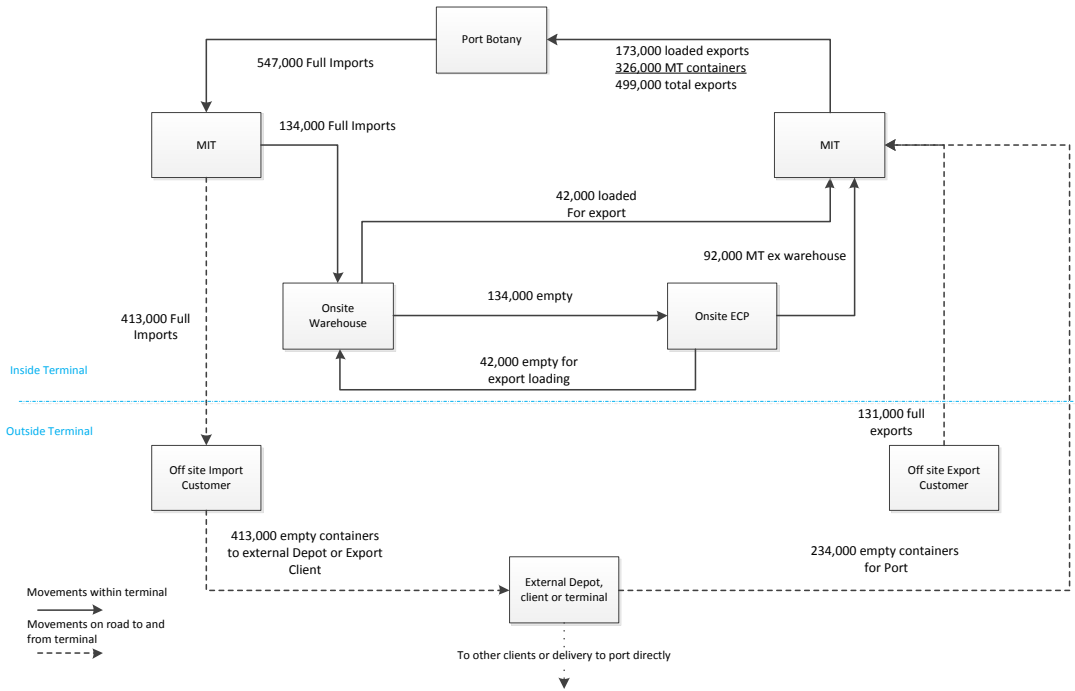 Port Botany
547,000 Full Imports
173,000 loaded exports
326,000 MT containers
499,000 total exports
MIT
134,000 Full Imports
MIT
42,000 loaded
For export
92,000 MT ex warehouse
Onsite
Warehouse
134,000 empty
Onsite ECP
413,000 Full
Imports
42,000 empty for
export loading
Inside Terminal
Outside Terminal
131,000 full
exports
Off site Import
Customer
Off site Export
Customer
413,000 empty containers
to external Depot or Export
Client
234,000 empty containers
for Port
External Depot,
client or terminal
Movements within terminal
Movements on road to and
from terminal
To other clients or delivery to port directly